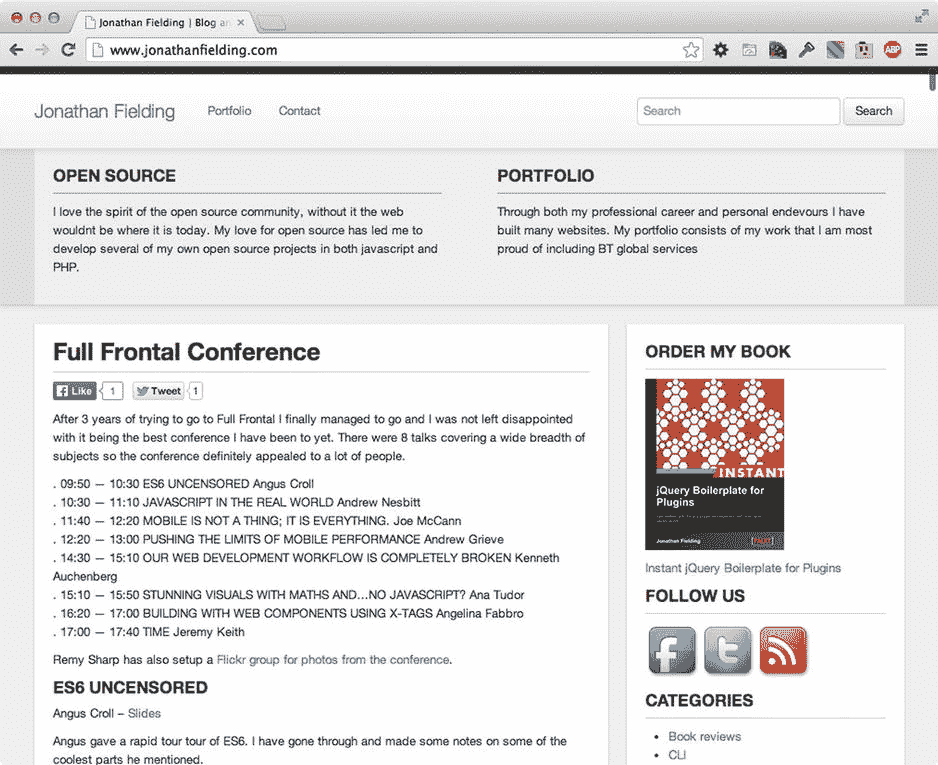 Jonathan Fielding | Blog an
www.jonathanfielding.com
ABP
Jonathan Fielding Portfolio Contact Search Search
OPEN SOURCE
I love the spirit of the open source community, without it the web
wouldnt be where it is today. My love for open source has led me to
develop several of my own open source projects in both javascript and
PHP.
PORTFOLIO
Through both my professional career and personal endevours I have
built many websites. My portfolio consists of my work that I am most
proud of including BT global services
Full Frontal Conference
Like 1 Tweet 1
After 3 years of trying to go to Full Frontal I finally managed to go and I was not left disappointed
with it being the best conference I have been to yet. There were 8 talks covering a wide breadth of
subjects so the conference definitely appealed to a lot of people.
. 09:50 — 10:30 ES6 UNCENSORED Angus Croll
. 10:30 — 11:10 JAVASCRIPT IN THE REAL WORLD Andrew Nesbitt
. 11:40 — 12:20 MOBILE IS NOT A THING; IT IS EVERYTHING. Joe McCann
. 12:20 — 13:00 PUSHING THE LIMITS OF MOBILE PERFORMANCE Andrew Grieve
. 14:30 — 15:10 OUR WEB DEVELOPMENT WORKFLOW IS COMPLETELY BROKEN Kenneth
Auchenberg
. 15:10 — 15:50 STUNNING VISUALS WITH MATHS AND…NO JAVASCRIPT? Ana Tudor
. 16:20 — 17:00 BUILDING WITH WEB COMPONENTS USING X-TAGS Angelina Fabbro
. 17:00 — 17:40 TIME Jeremy Keith
Remy Sharp has also setup a Flickr group for photos from the conference.
ES6 UNCENSORED
Angus Croll – Slides
Angus gave a rapid tour tour of ES6. I have gone through and made some notes on some of the
coolest parts he mentioned.
ORDER MY BOOK
INSTANT
jQuery Boilerplate for
Plugins
Jonathan Fielding
Instant jQuery Boilerplate for Plugins
FOLLOW US
CATEGORIES
• Book reviews
• CLI